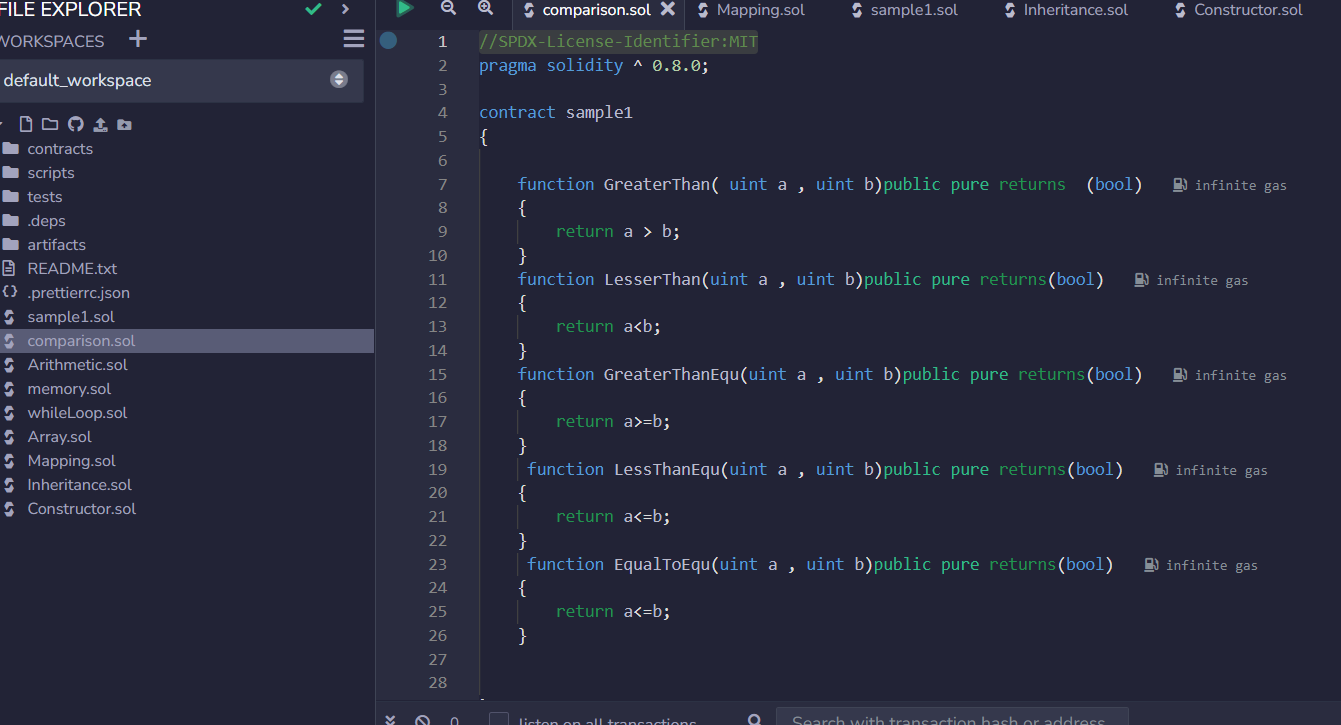 FILE EXPLORER
WORKSPACES
default_workspace
contracts
scripts
tests
.deps
artifacts
README.txt
.prettierrc.json
sample1.sol
comparison.sol
Arithmetic.sol
memory.sol
whileLoop.sol
Array.sol
Mapping.sol
Inheritance.sol
Constructor.sol
comparison.sol Mapping.sol sample1.sol Inheritance.sol Constructor.sol
1 //SPDX-License-Identifier:MIT
2 pragma solidity ^ 0.8.0;
3
4 contract sample1
5 {
6
7 function GreaterThan( uint a , uint b)public pure returns  (bool) infinite gas
8 {
9 return a > b;
10 }
11 function LesserThan(uint a , uint b)public pure returns(bool) infinite gas
12 {
13 return a<b;
14 }
15 function GreaterThanEqu(uint a , uint b)public pure returns(bool) infinite gas
16 {
17 return a>=b;
18 }
19 function LessThanEqu(uint a , uint b)public pure returns(bool) infinite gas
20 {
21 return a<=b;
22 }
23 function EqualToEqu(uint a , uint b)public pure returns(bool) infinite gas
24 {
25 return a<=b;
26 }
27
28
0 listen on all transactions Search with transaction hash or address